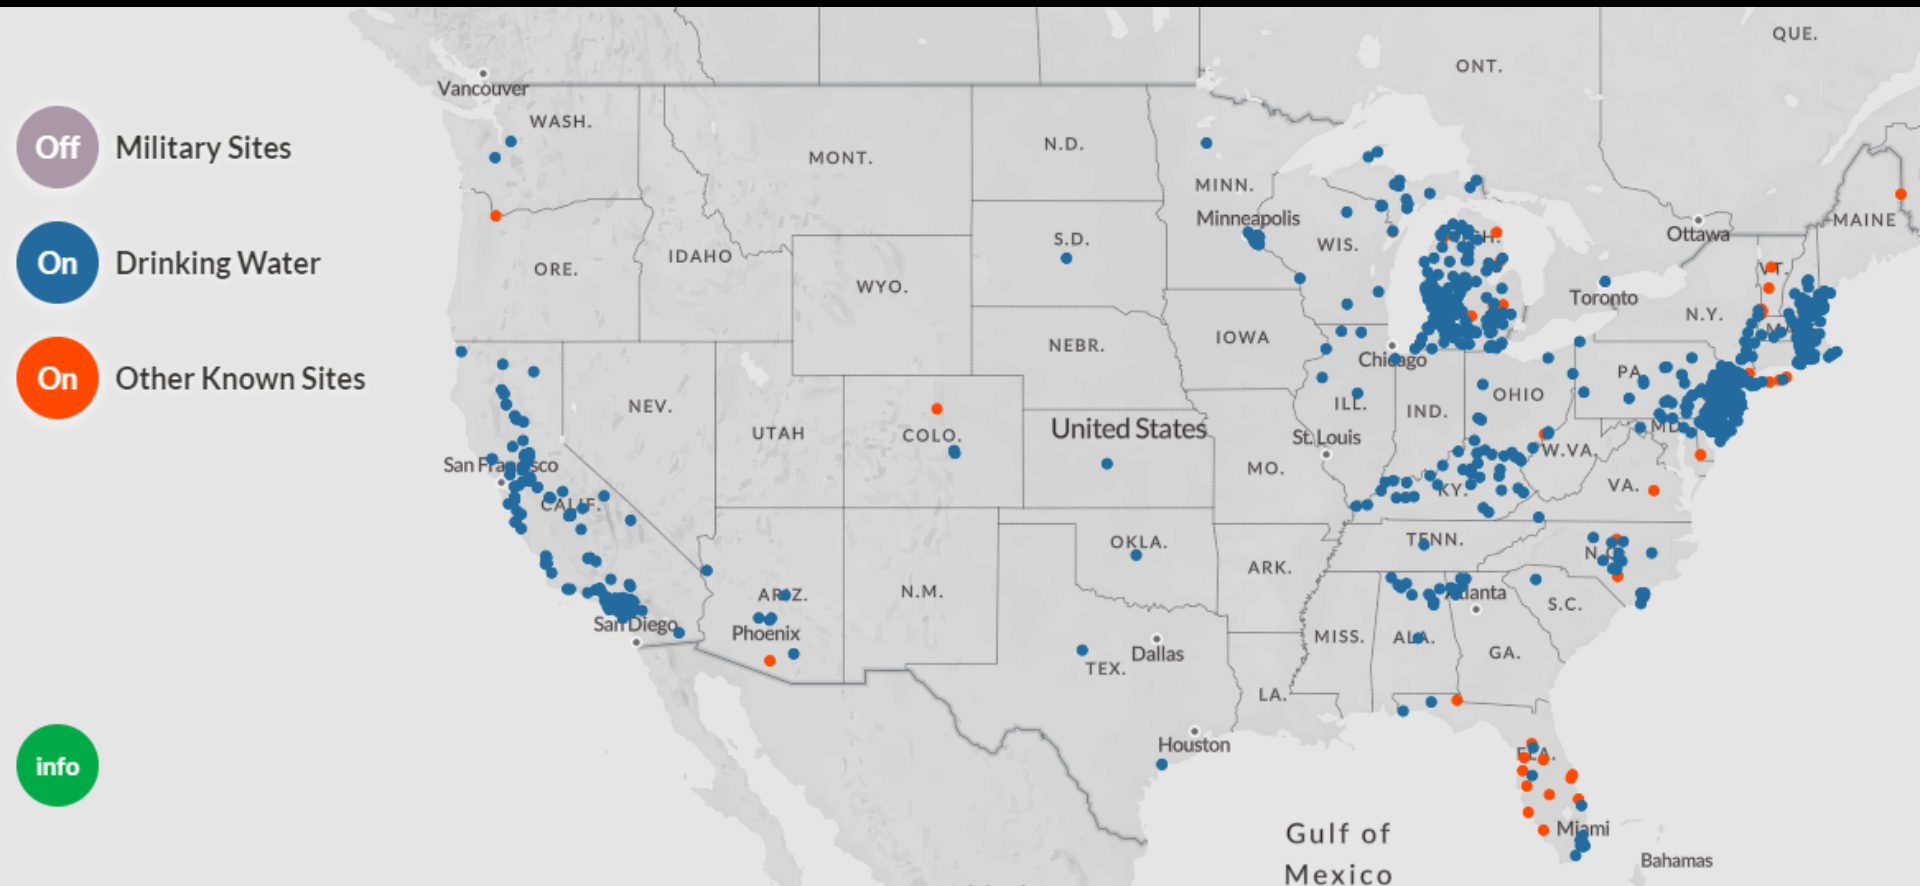 QUE.
ONT.
Vancouver
WASH.
Off
Military Sites
N.D.
MONT.
MINN.
Minneapolis
MAINE
Ottawa
S.D.
WIS.
IDAHO
ORE.
On
Drinking Water
WYO.
Toronto
N.Y.
IOWA
NEBR.
Chicago
PA.
On
Other Known Sites
OHIO
ILL.
IND.
NEV.
UTAH
COLO.
United States
St. Louis
MD.
W.VA.
San Francisco
MO.
VA.
KY.
CALIF.
OKLA.
TENN.
ARK.
N.M.
ARIZ.
Atlanta
S.C.
San Diego
Phoenix
MISS.
ALA.
GA.
Dallas
TEX.
LA.
Houston
FLA.
info
Miami
Gulf of
Mexico
Bahamas